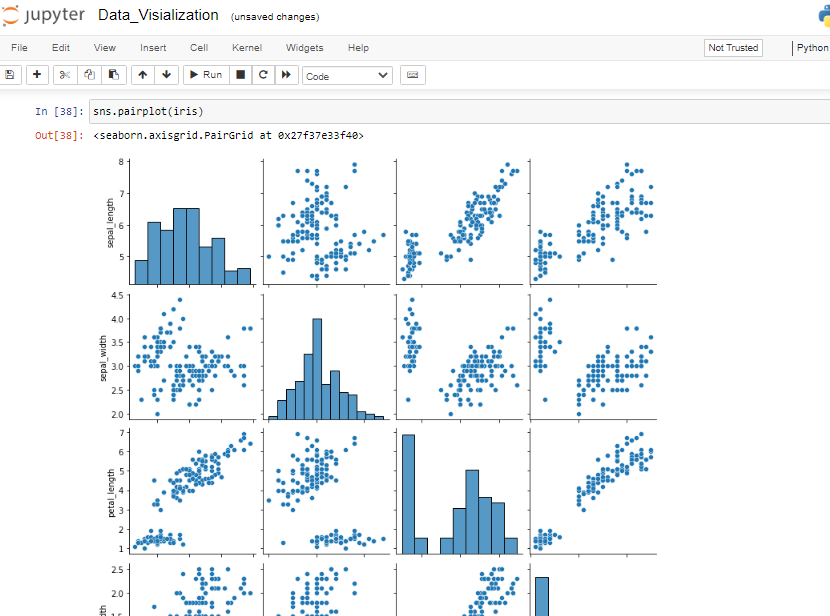 jupyter Data_Visialization (unsaved changes)
File Edit View Insert Cell Kernel Widgets Help Not Trusted Python
Run Code
In [38]: sns.pairplot(iris)
Out[38]: <seaborn.axisgrid.PairGrid at 0x27f37e33f40>
8
7
6
5
sepal_length
4.5
4.0
3.5
3.0
2.5
2.0
sepal_width
7
6
5
4
3
2
1
petal_length
2.5
2.0
1.5